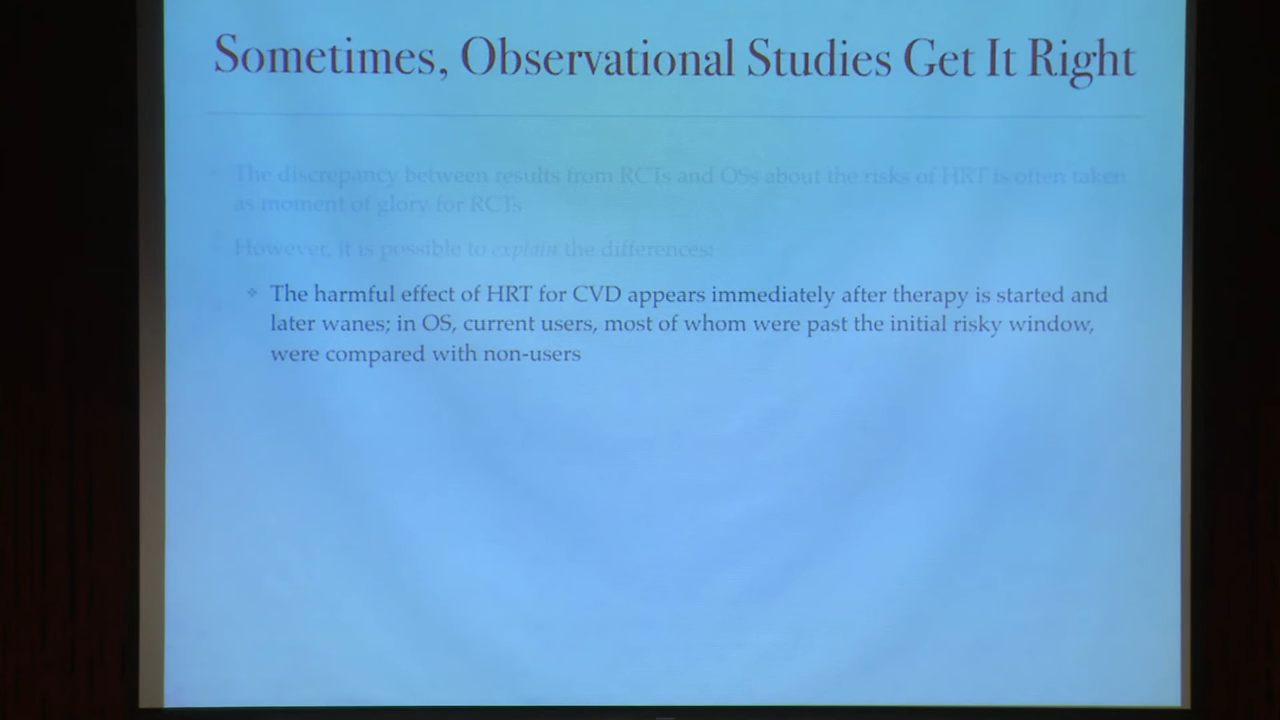 Sometimes, Observational Studies Get It Right
The discrepancy between results from RCTs and OSs about the risks of HRT is often taken
as moment of glory for RCTs
However, it is possible to explain the differences:
The harmful effect of HRT for CVD appears immediately after therapy is started and
later wanes; in OS, current users, most of whom were past the initial risky window,
were compared with non-users